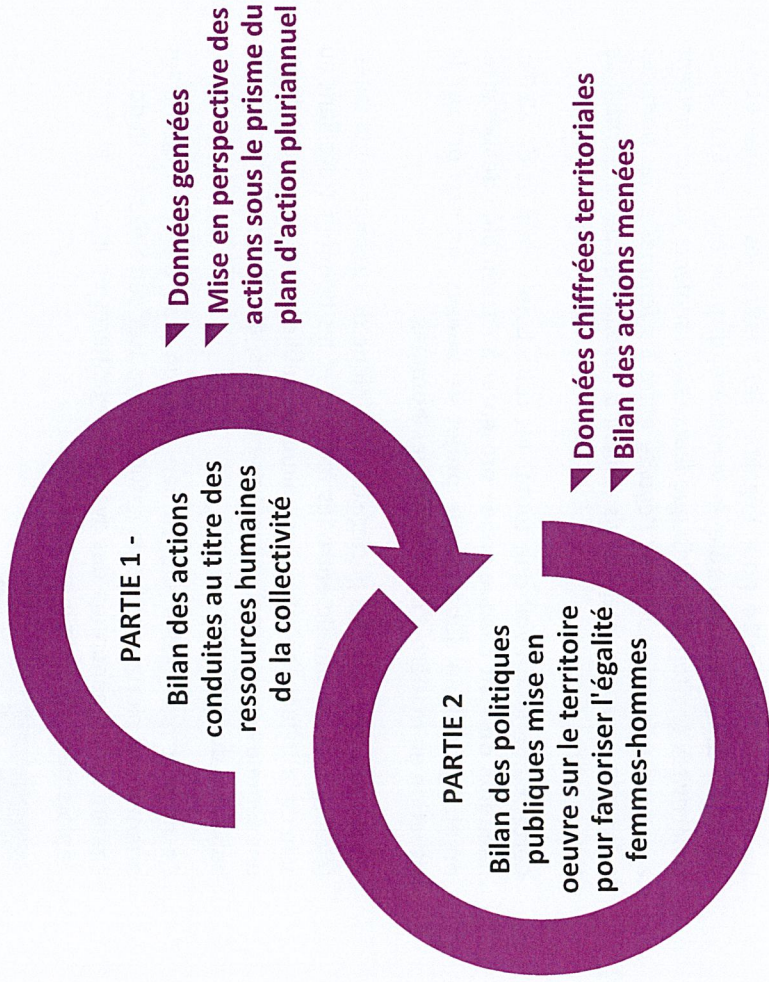 PARTIE 1 -
Bilan des actions
conduites au titre des
ressources humaines
de la collectivité
Données genrées
Mise en perspective des
actions sous le prisme du
plan d'action pluriannuel
PARTIE 2
Bilan des politiques
publiques mise en
oeuvre sur le territoire
pour favoriser l'égalité
femmes-hommes
Données chiffrées territoriales
Bilan des actions menées